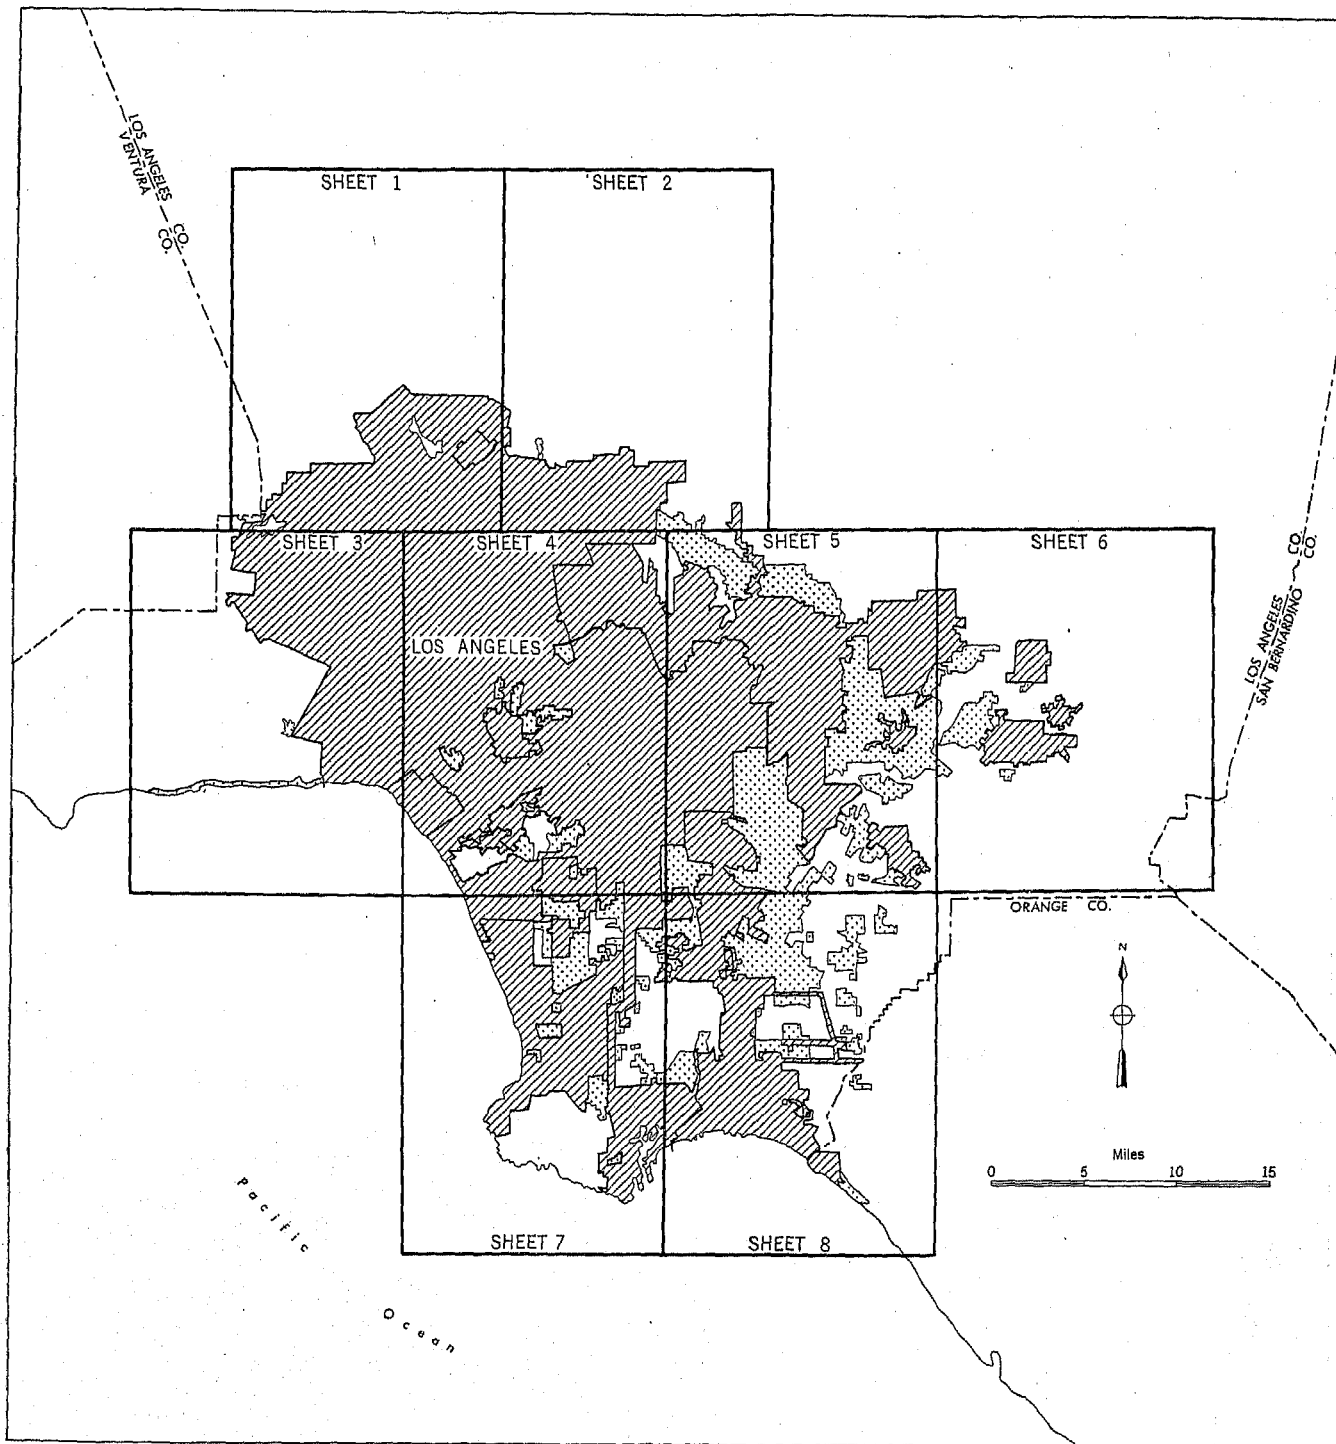 LOS ANGELES CO.
VENTURA CO.
SHEET 1
SHEET 2
SHEET 3
SHEET 4
SHEET 5
SHEET 6
LOS ANGELES
LOS ANGELES CO.
SAN BERNARDINO CO.
ORANGE CO.
N
Miles
0 5 10 15
SHEET 7
SHEET 8
Pacific
Ocean